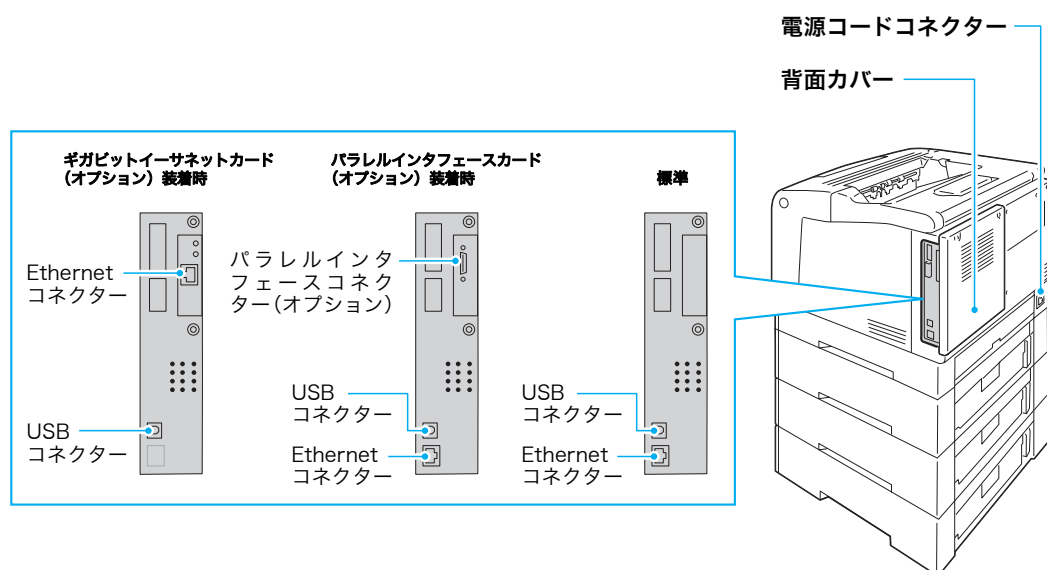 電源コードコネクター
背面カバー
ギガビットイーサネットカード
（オプション）装着時
Ethernet
コネクター
USB
コネクター
パラレルインタフェースカード
（オプション）装着時
パラレルインタ
フェースコネク
ター（オプション）
USB
コネクター
Ethernet
コネクター
標準
USB
コネクター
Ethernet
コネクター